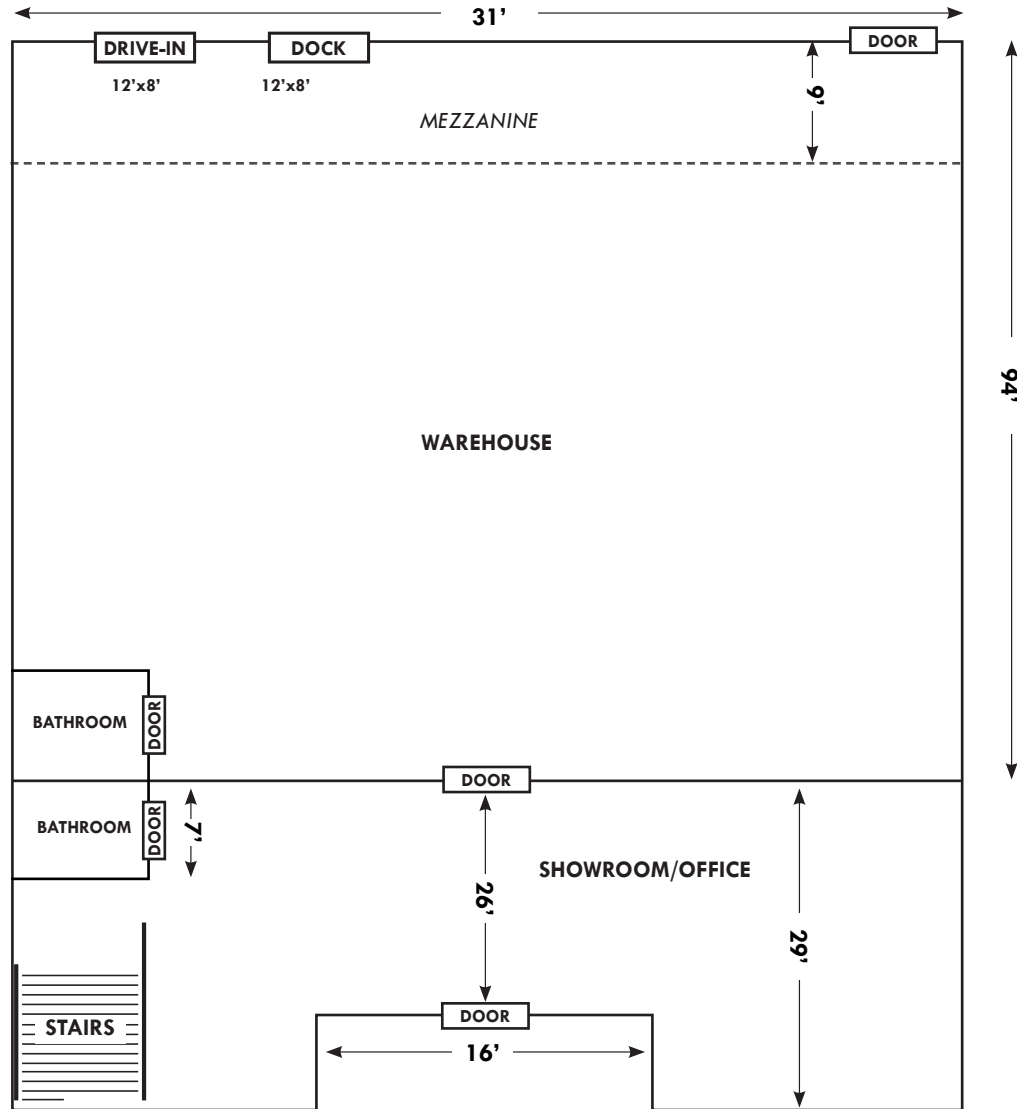 31’
DRIVE-IN
DOCK
DOOR
12’x8’
12’x8’
9’
MEZZANINE
94’
WAREHOUSE
BATHROOM
DOOR
DOOR
BATHROOM
DOOR
7’
SHOWROOM/OFFICE
26’
29’
DOOR
STAIRS
16’